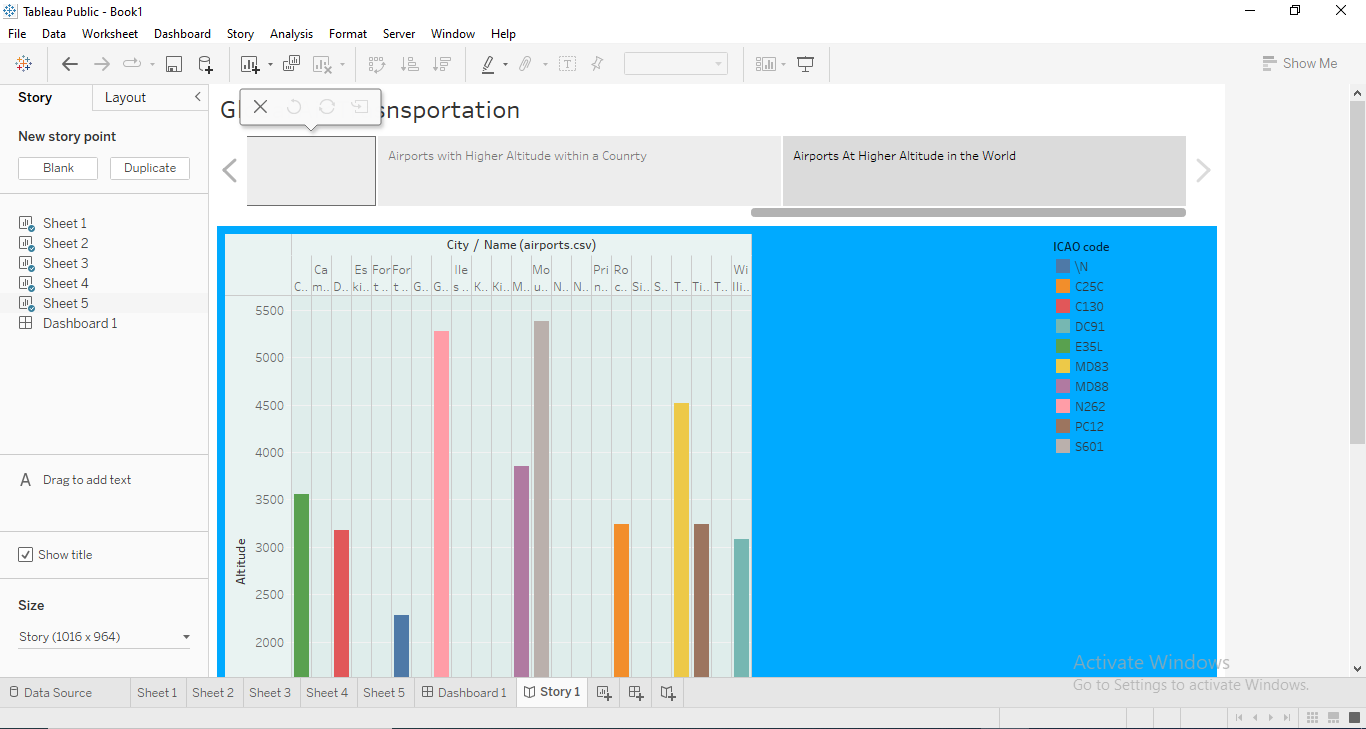 Tableau Public - Book1
File Data Worksheet Dashboard Story Analysis Format Server Window Help
Show Me
Story Layout
New story point
Blank Duplicate
Sheet 1
Sheet 2
Sheet 3
Sheet 4
Sheet 5
Dashboard 1
A Drag to add text
Show title
Size
Story (1016 x 964)
Airports with Higher Altitude within a Counrty
Airports At Higher Altitude in the World
City / Name (airports.csv)
Ca Es For For Ile Mo Pri Ro Wi
C.. m.. D.. ki.. t .. t .. G.. G.. s .. K.. Ki.. M.. u.. N.. N.. n.. c.. Si.. S.. T.. Ti.. T.. lli..
5500
5000
4500
4000
3500
3000
2500
2000
Altitude
ICAO code
\N
C25C
C130
DC91
E35L
MD83
MD88
N262
PC12
S601
Activate Windows
Go to Settings to activate Windows.
Data Source Sheet 1 Sheet 2 Sheet 3 Sheet 4 Sheet 5 Dashboard 1 Story 1